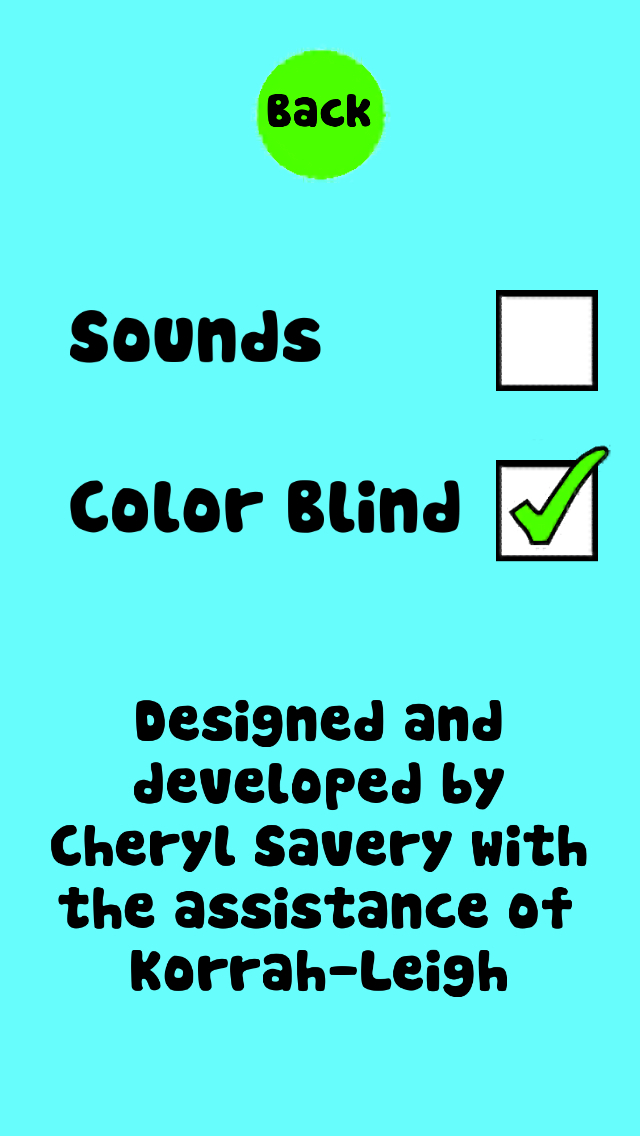 Back
Sounds
Color Blind
Designed and
developed by
Cheryl Savery with
the assistance of
Korrah-Leigh